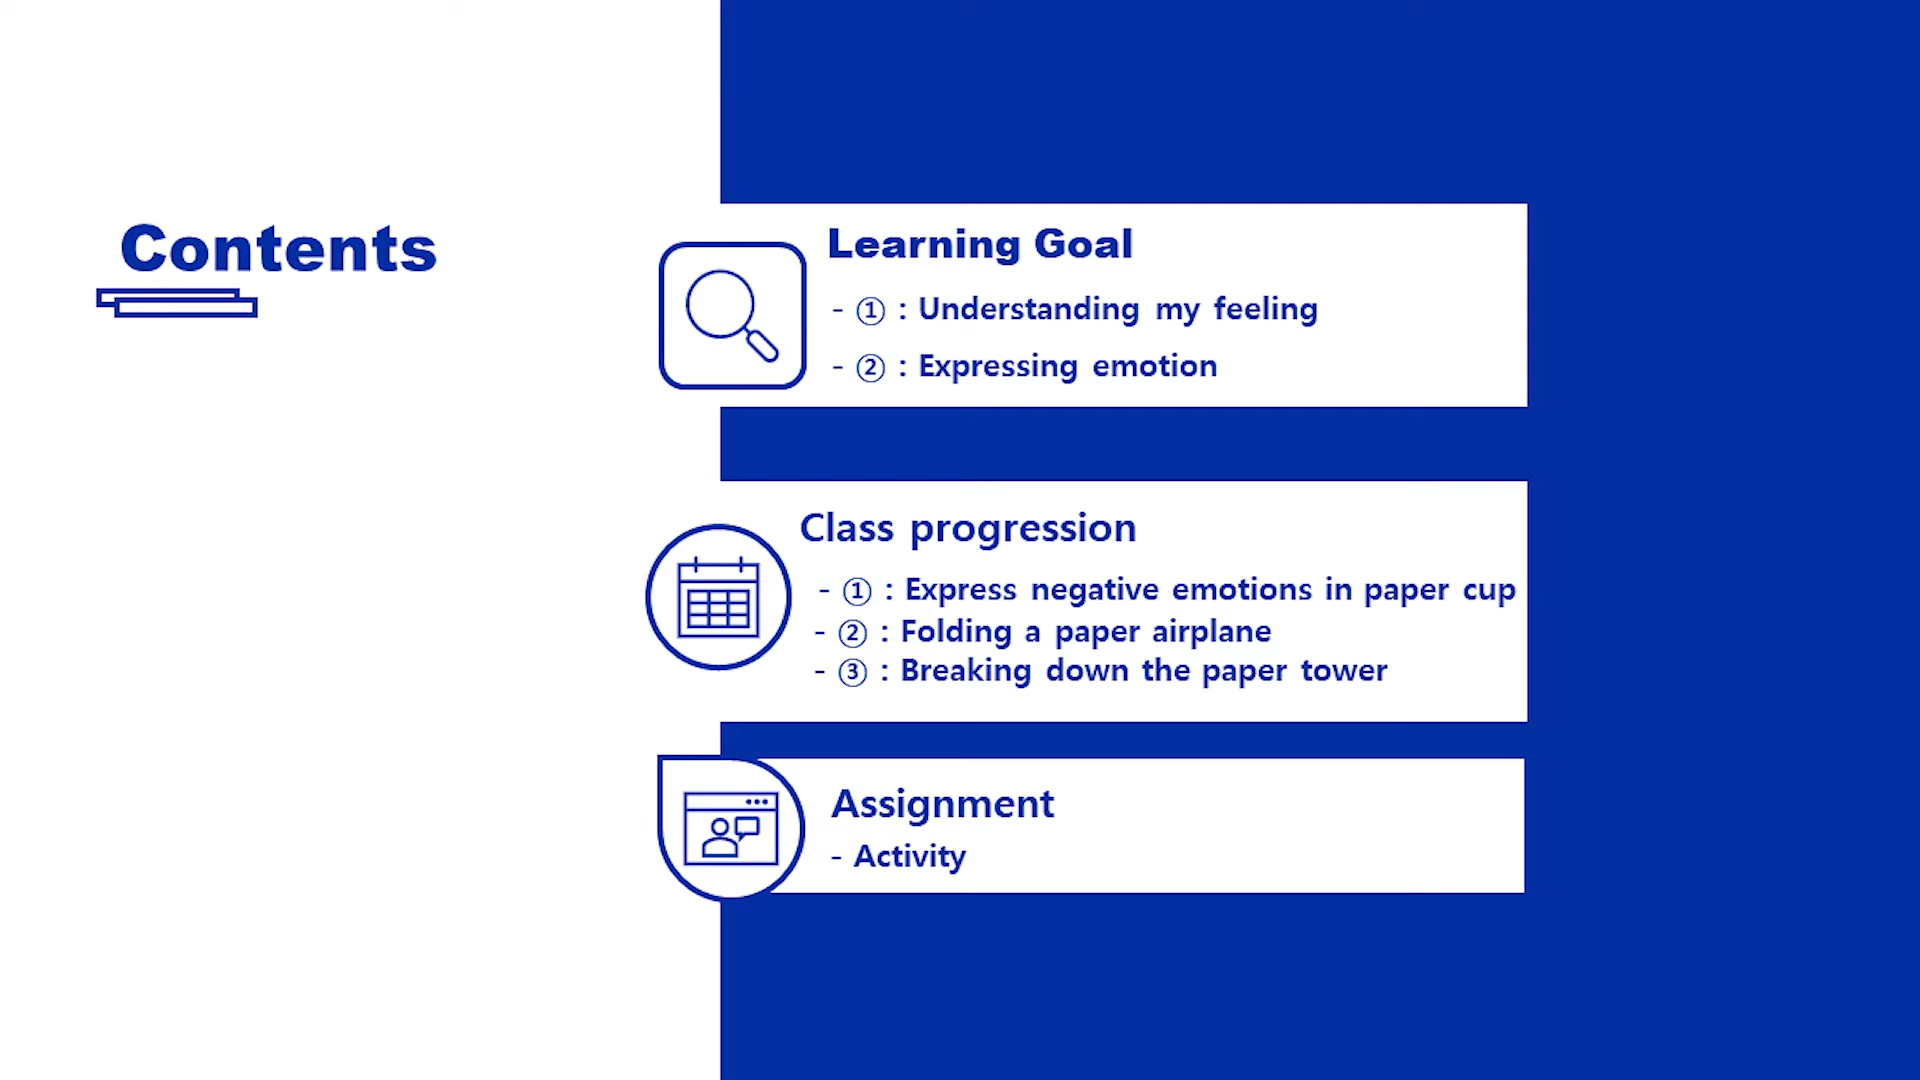 Contents
Learning Goal
- ① : Understanding my feeling
- ② : Expressing emotion
Class progression
- ① : Express negative emotions in paper cup
- ② : Folding a paper airplane
- ③ : Breaking down the paper tower
Assignment
- Activity